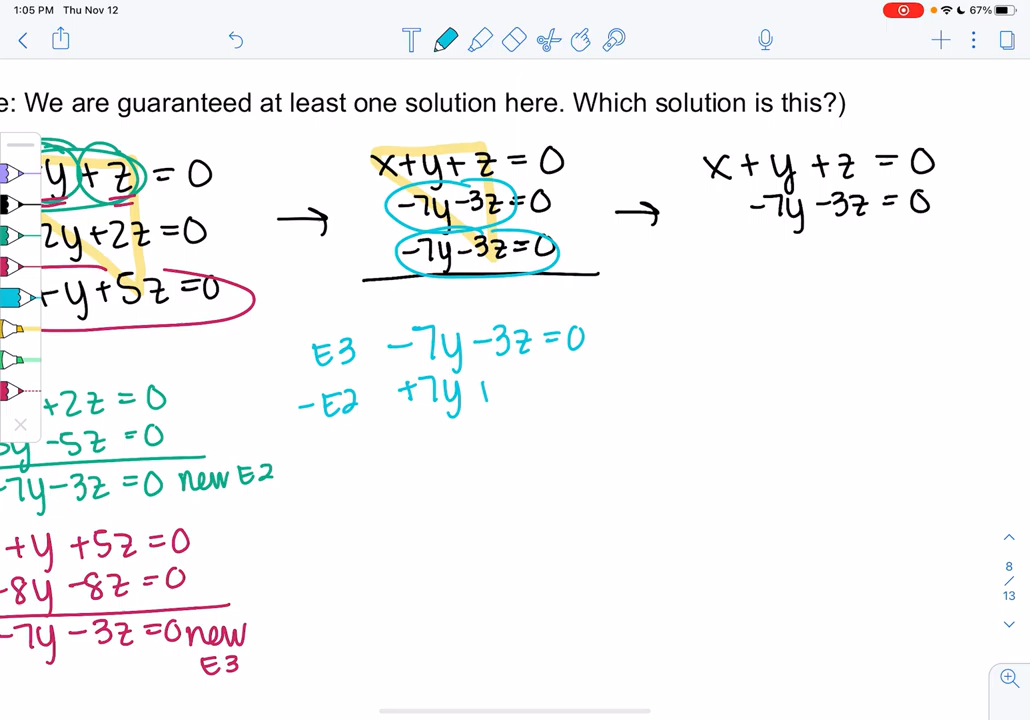 1:05 PM Thu Nov 12
67%
T
e: We are guaranteed at least one solution here. Which solution is this?)
y + z = 0
2y+2z=0
+y+5z=0
x+y+z=0
-7y-3z=0
-7y-3z=0
x+y+z=0
-7y-3z=0
E3 -7y-3z=0
-E2 +7y
+2z=0
y -5z=0
-7y-3z=0 new E2
+y+5z=0
-8y-8z=0
-7y-3z=0 new
E3
8
/
13